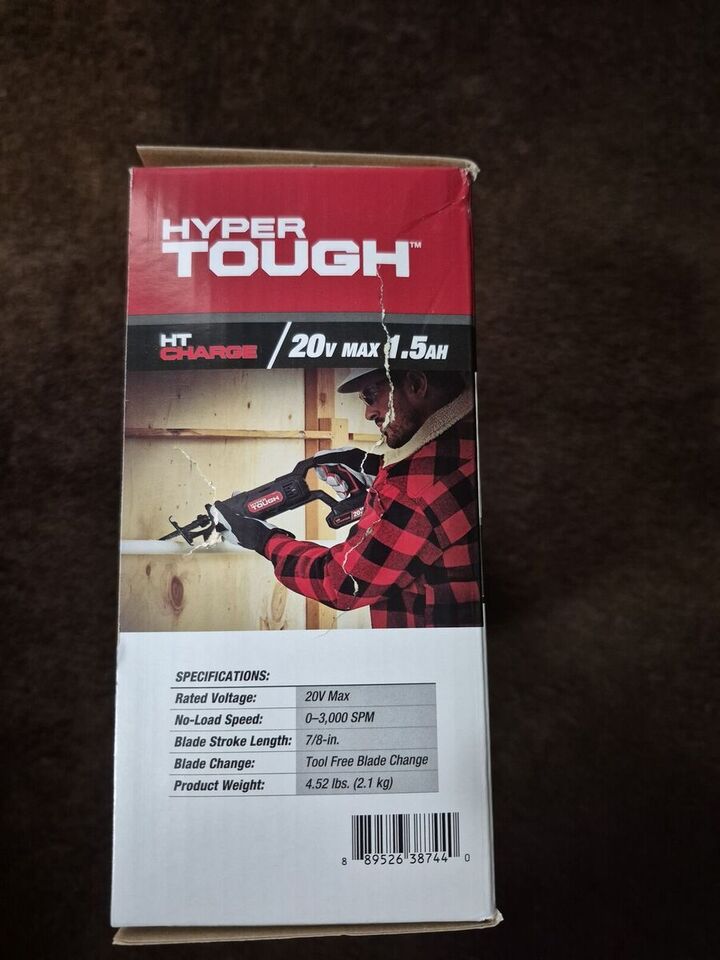 HYPER
TOUGH™
HT
CHARGE
/ 20V MAX 1.5AH
TOUGH
20V
SPECIFICATIONS:
Rated Voltage: 20V Max
No-Load Speed: 0–3,000 SPM
Blade Stroke Length: 7/8-in.
Blade Change: Tool Free Blade Change
Product Weight: 4.52 lbs. (2.1 kg)
8 89526 38744 0